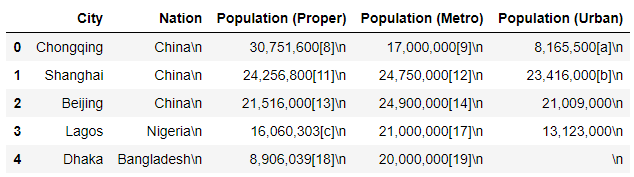 City Nation Population (Proper) Population (Metro) Population (Urban)
0 Chongqing China\n 30,751,600[8]\n 17,000,000[9]\n 8,165,500[a]\n
1 Shanghai China\n 24,256,800[11]\n 24,750,000[12]\n 23,416,000[b]\n
2 Beijing China\n 21,516,000[13]\n 24,900,000[14]\n 21,009,000\n
3 Lagos Nigeria\n 16,060,303[c]\n 21,000,000[17]\n 13,123,000\n
4 Dhaka Bangladesh\n 8,906,039[18]\n 20,000,000[19]\n \n